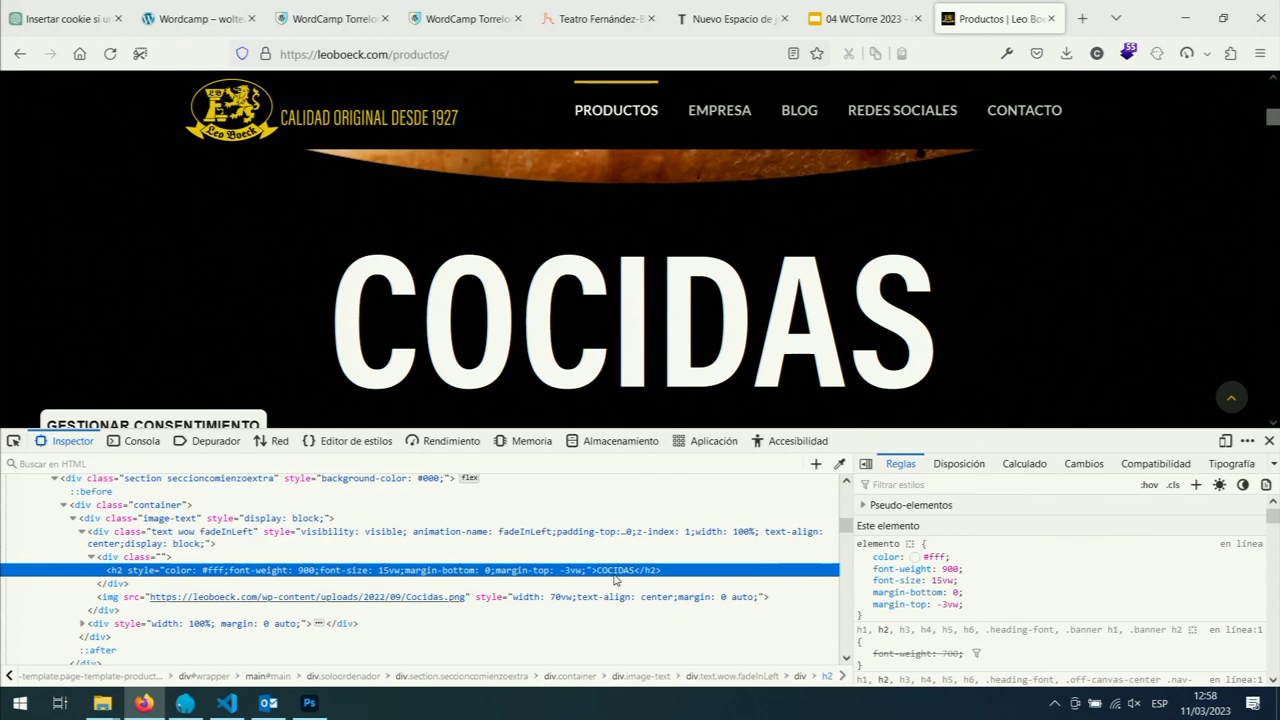 Insertar cookie si u
Wordcamp – wolte
WordCamp Torrelo
WordCamp Torrelo
Teatro Fernández-B
Nuevo Espacio de j
04 WCTorre 2023 -
Productos | Leo Boe
https://leoboeck.com/productos/
55
Leo Boeck
CALIDAD ORIGINAL DESDE 1927
PRODUCTOS
EMPRESA
BLOG
REDES SOCIALES
CONTACTO
COCIDAS
GESTIONAR CONSENTIMIENTO
Inspector
Consola
Depurador
Red
Editor de estilos
Rendimiento
Memoria
Almacenamiento
Aplicación
Accesibilidad
Buscar en HTML
<div class="section seccioncomienzoextra" style="background-color: #000;"> flex
::before
<div class="container">
<div class="image-text" style="display: block;">
<div class="text wow fadeInLeft" style="visibility: visible; animation-name: fadeInLeft;padding-top:…0;z-index: 1;width: 100%; text-align:
center;display: block;">
<div class="">
<h2 style="color: #fff;font-weight: 900;font-size: 15vw;margin-bottom: 0;margin-top: -3vw;">COCIDAS</h2>
</div>
<img src="https://leoboeck.com/wp-content/uploads/2022/09/Cocidas.png" style="width: 70vw;text-align: center;margin: 0 auto;">
</div>
<div style="width: 100%; margin: 0 auto;"> ⋯ </div>
</div>
::after
</div>
-template.page-template-product…
div#wrapper
main#main
div.soloordenador
div.section.seccioncomienzoextra
div.container
div.image-text
div.text.wow.fadeInLeft
div
h2
Reglas
Disposición
Calculado
Cambios
Compatibilidad
Tipografía
Filtrar estilos
:hov .cls
Pseudo-elementos
Este elemento
elemento {
en línea
color: #fff;
font-weight: 900;
font-size: 15vw;
margin-bottom: 0;
margin-top: -3vw;
}
h1, h2, h3, h4, h5, h6, .heading-font, .banner h1, .banner h2
en línea:1
{
font-weight: 700;
}
h1, h2, h3, h4, h5, h6, .heading-font, .off-canvas-center .nav-
en línea:1
Ps
ESP
12:58
11/03/2023